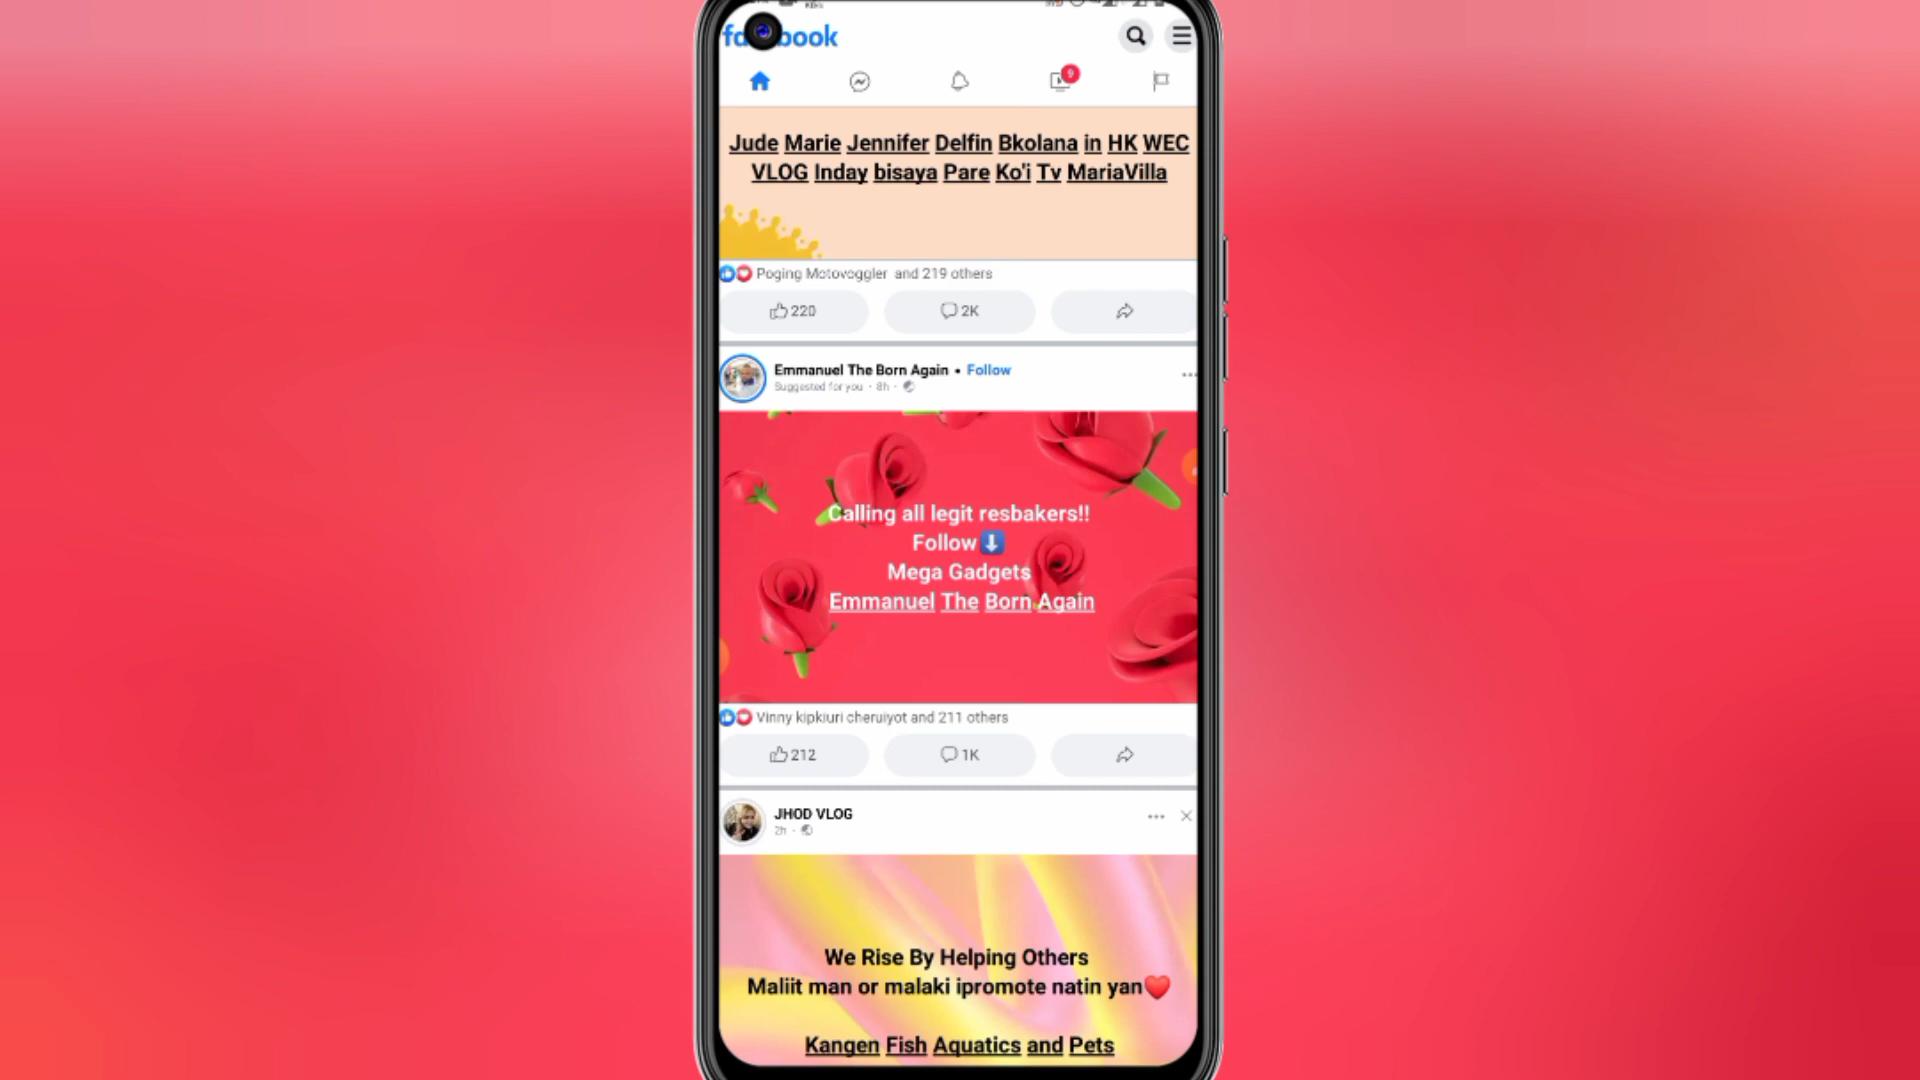 Jude Marie Jennifer Delfin Bkolana in HK WEC
VLOG Inday bisaya Pare Ko'i Tv MariaVilla
Poging Motovoggler and 219 others
220
2K
Emmanuel The Born Again • Follow
Suggested for you · 8h ·
Calling all legit resbakers!!
Follow⬇️
Mega Gadgets
Emmanuel The Born Again
Vinny kipkiuri cheruiyot and 211 others
212
1K
JHOD VLOG
2h ·
We Rise By Helping Others
Maliit man or malaki ipromote natin yan❤️
Kangen Fish Aquatics and Pets
9